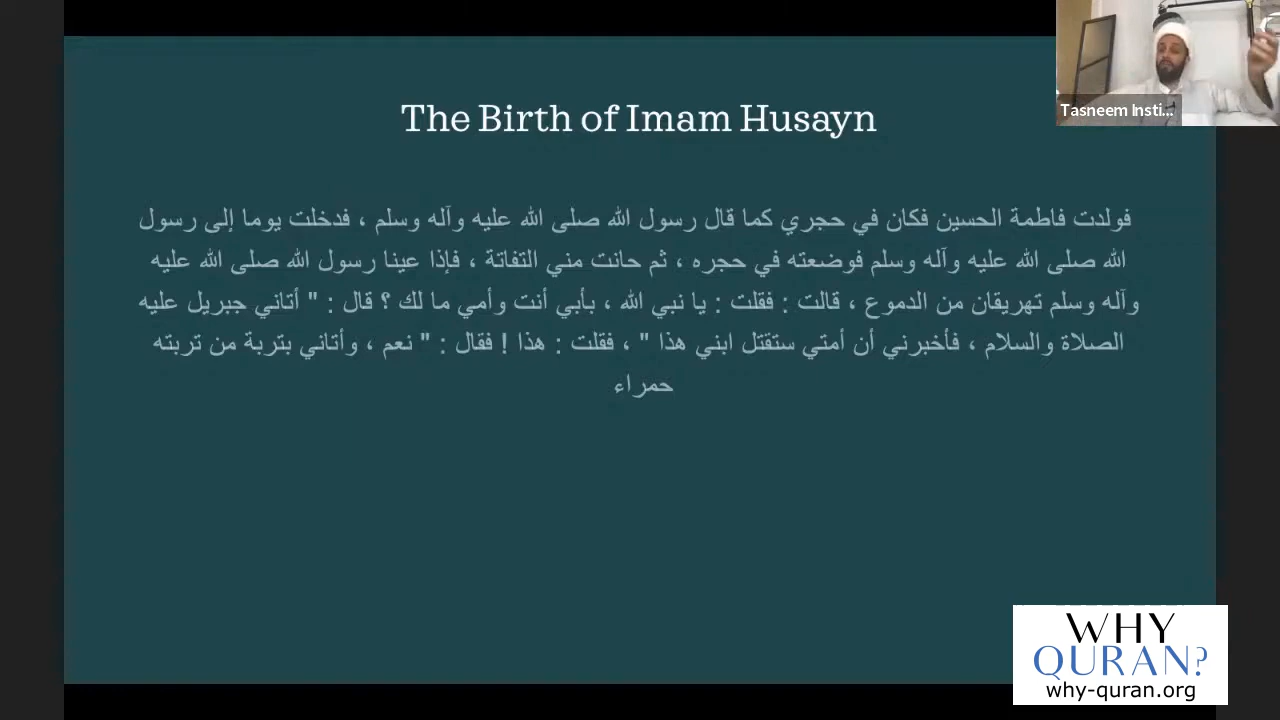 The Birth of Imam Husayn
فولدت فاطمة الحسين فكان في حجري كما قال رسول الله صلى الله عليه وآله وسلم ، فدخلت يوما إلى رسول
الله صلى الله عليه وآله وسلم فوضعته في حجره ، ثم حانت مني التفاتة ، فإذا عينا رسول الله صلى الله عليه
وآله وسلم تهريقان من الدموع ، قالت : فقلت : يا نبي الله ، بأبي أنت وأمي ما لك ؟ قال : " أتاني جبريل عليه
الصلاة والسلام ، فأخبرني أن أمتي ستقتل ابني هذا " ، فقلت : هذا ! فقال : " نعم ، وأتاني بتربة من تربته
حمراء
Tasneem Insti...
WHY
QURAN?
why-quran.org